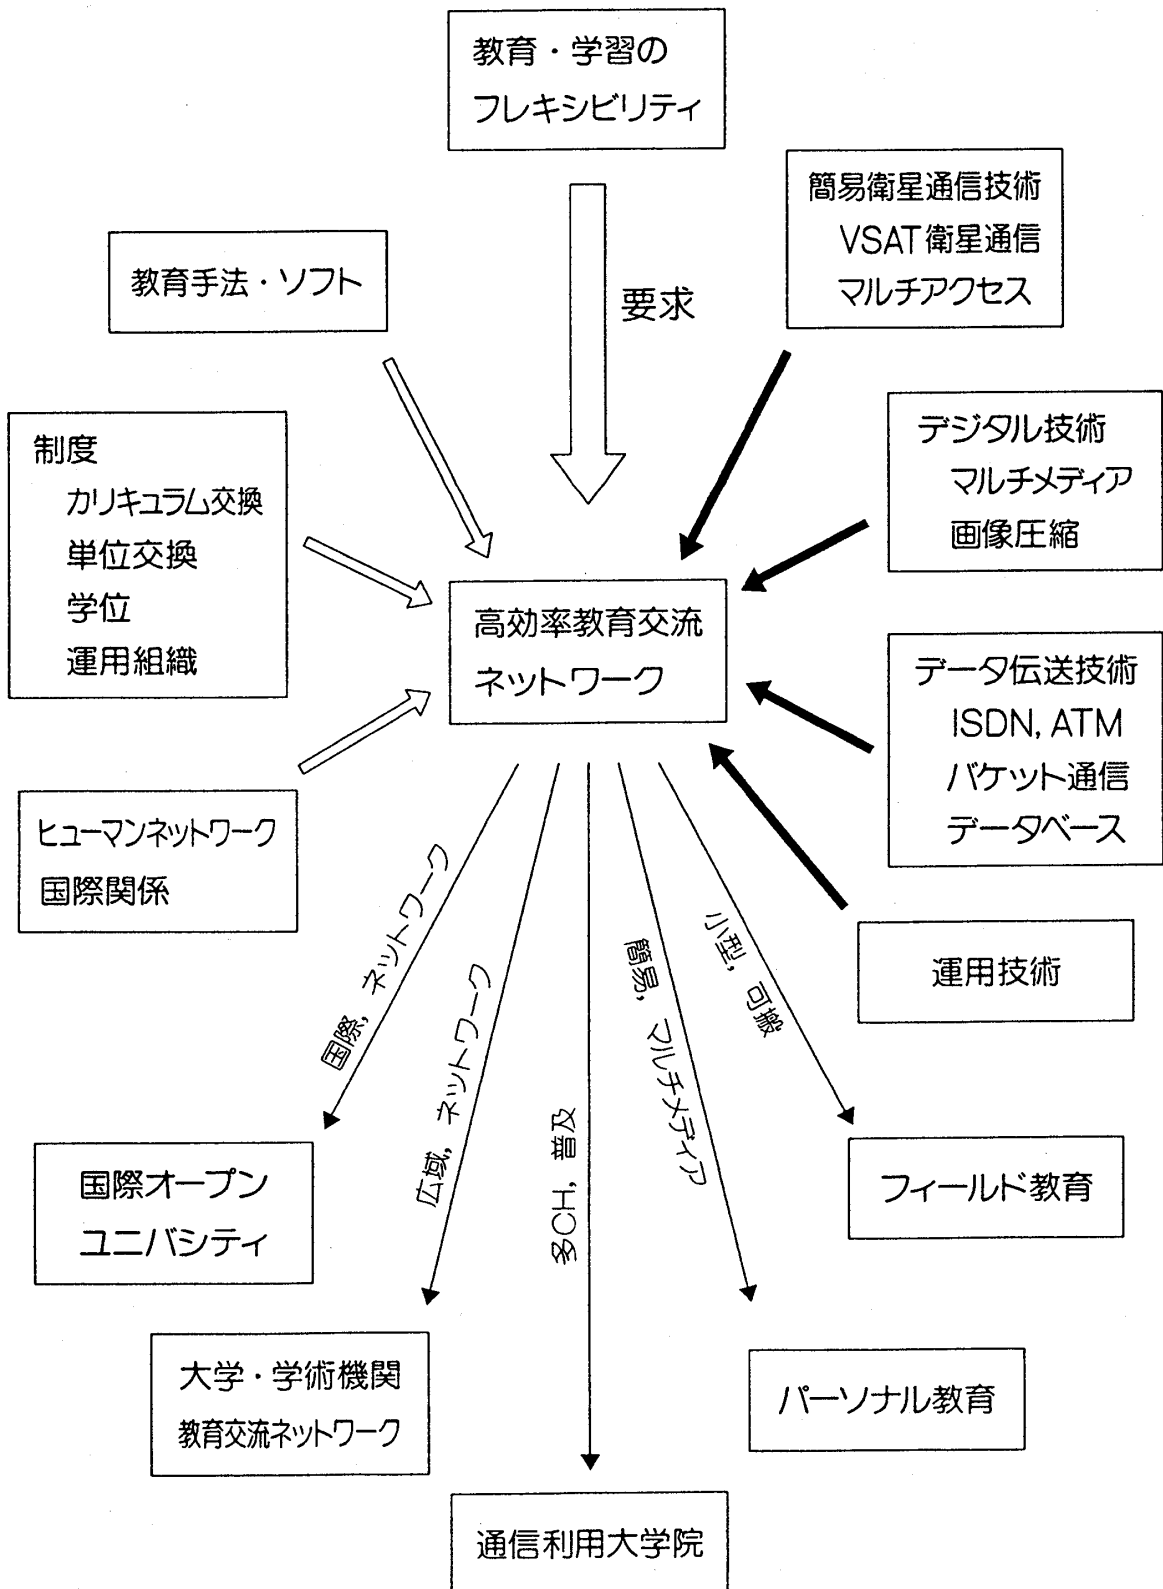 教育・学習の
フレキシビリティ
簡易衛星通信技術
VSAT衛星通信
マルチアクセス
教育手法・ソフト
要求
制度
カリキュラム交換
単位交換
学位
運用組織
デジタル技術
マルチメディア
画像圧縮
高効率教育交流
ネットワーク
データ伝送技術
ISDN, ATM
パケット通信
データベース
ヒューマンネットワーク
国際関係
運用技術
国際, ネットワーク
広域, ネットワーク
多CH, 普及
簡易, マルチメディア
小型, 可搬
国際オープン
ユニバシティ
フィールド教育
大学・学術機関
教育交流ネットワーク
パーソナル教育
通信利用大学院